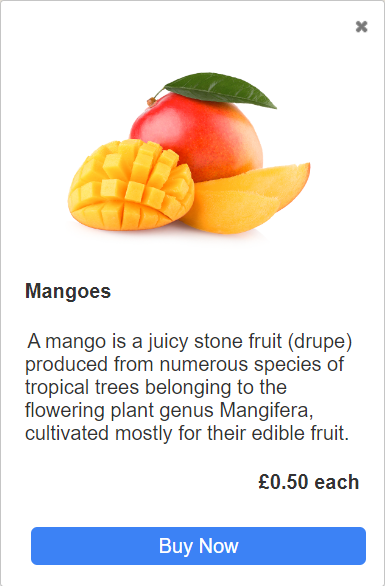 Mangoes
A mango is a juicy stone fruit (drupe)
produced from numerous species of
tropical trees belonging to the
flowering plant genus Mangifera,
cultivated mostly for their edible fruit.
£0.50 each
Buy Now